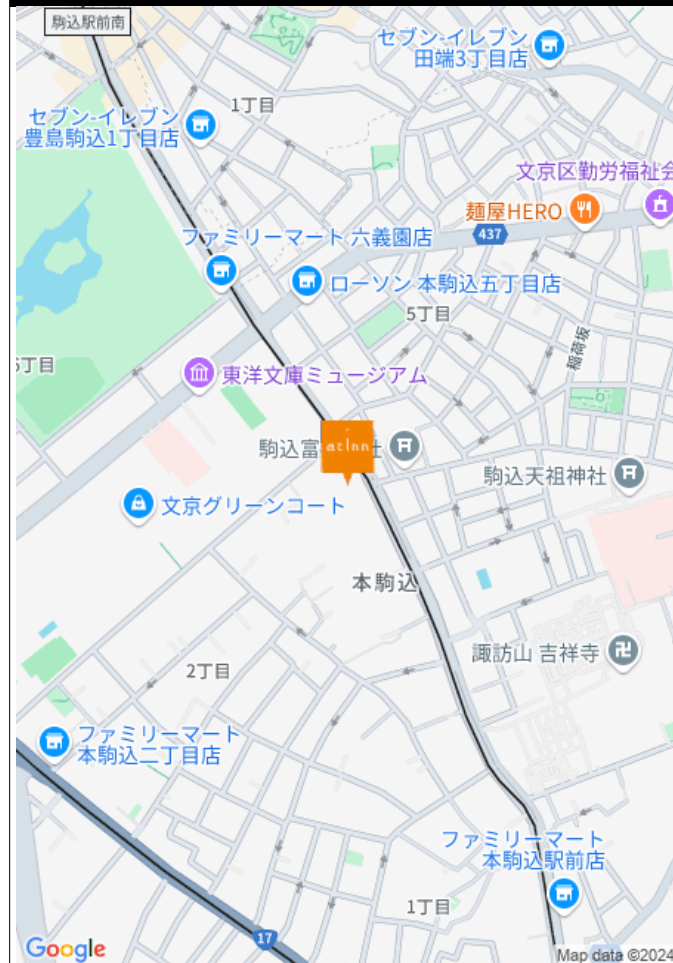 駒込駅前南
セブン-イレブン
田端3丁目店
1丁目
セブン-イレブン
豊島駒込1丁目店
文京区勤労福祉会
麺屋HERO
437
ファミリーマート 六義園店
ローソン 本駒込五丁目店
5丁目
稲荷坂
6丁目
東洋文庫ミュージアム
駒込富
atInn
社
駒込天祖神社
文京グリーンコート
本駒込
諏訪山 吉祥寺
2丁目
ファミリーマート
本駒込二丁目店
ファミリーマート
本駒込駅前店
1丁目
17
Google
Map data ©2024